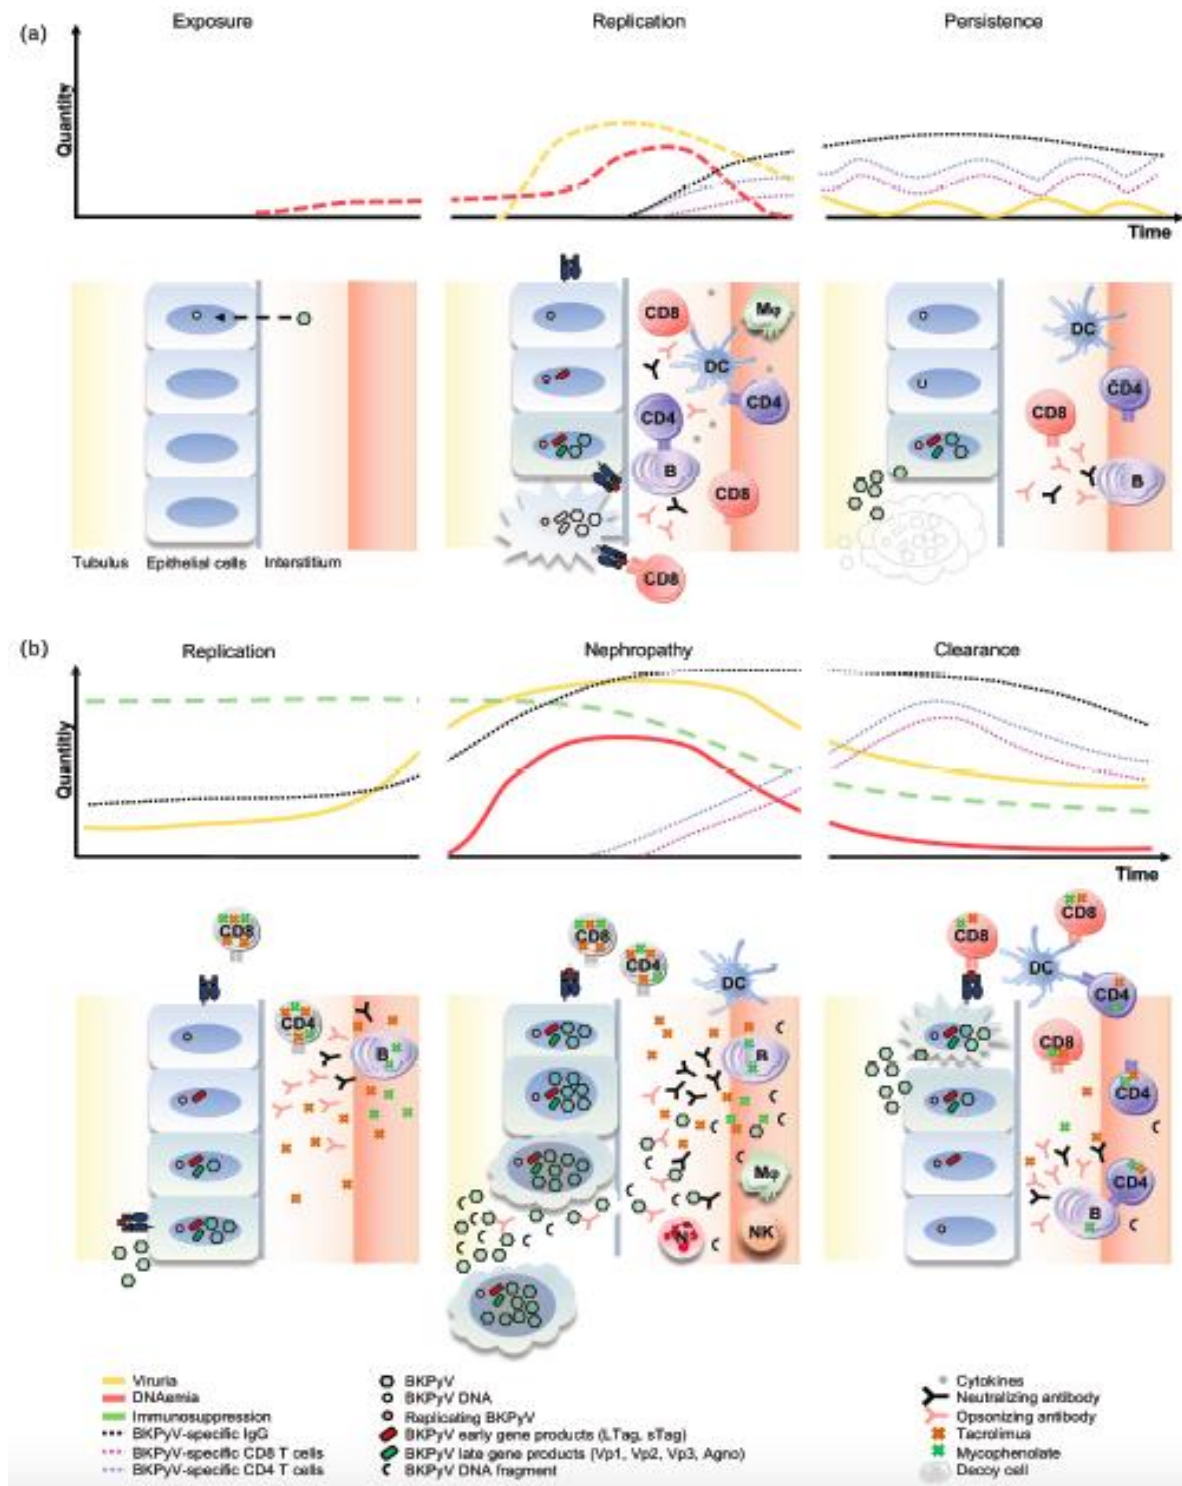 (a)
Exposure
Replication
Persistence
Quantity
Time
CD8
Mφ
DC
CD4
CD4
B
CD8
CD8
DC
CD4
CD8
B
Tubulus
Epithelial cells
Interstitium
(b)
Replication
Nephropathy
Clearance
Quantitiy
Time
CD8
CD4
B
CD8
CD4
DC
B
Mφ
N
NK
CD8
CD8
DC
CD4
CD8
CD4
CD4
B
Viruria
DNAemia
Immunosuppression
BKPyV-specific IgG
BKPyV-specific CD8 T cells
BKPyV-specific CD4 T cells
BKPyV
BKPyV DNA
Replicating BKPyV
BKPyV early gene products (LTag, sTag)
BKPyV late gene products (Vp1, Vp2, Vp3, Agno)
BKPyV DNA fragment
Cytokines
Neutralizing antibody
Opsonizing antibody
Tacrolimus
Mycophenolate
Decoy cell